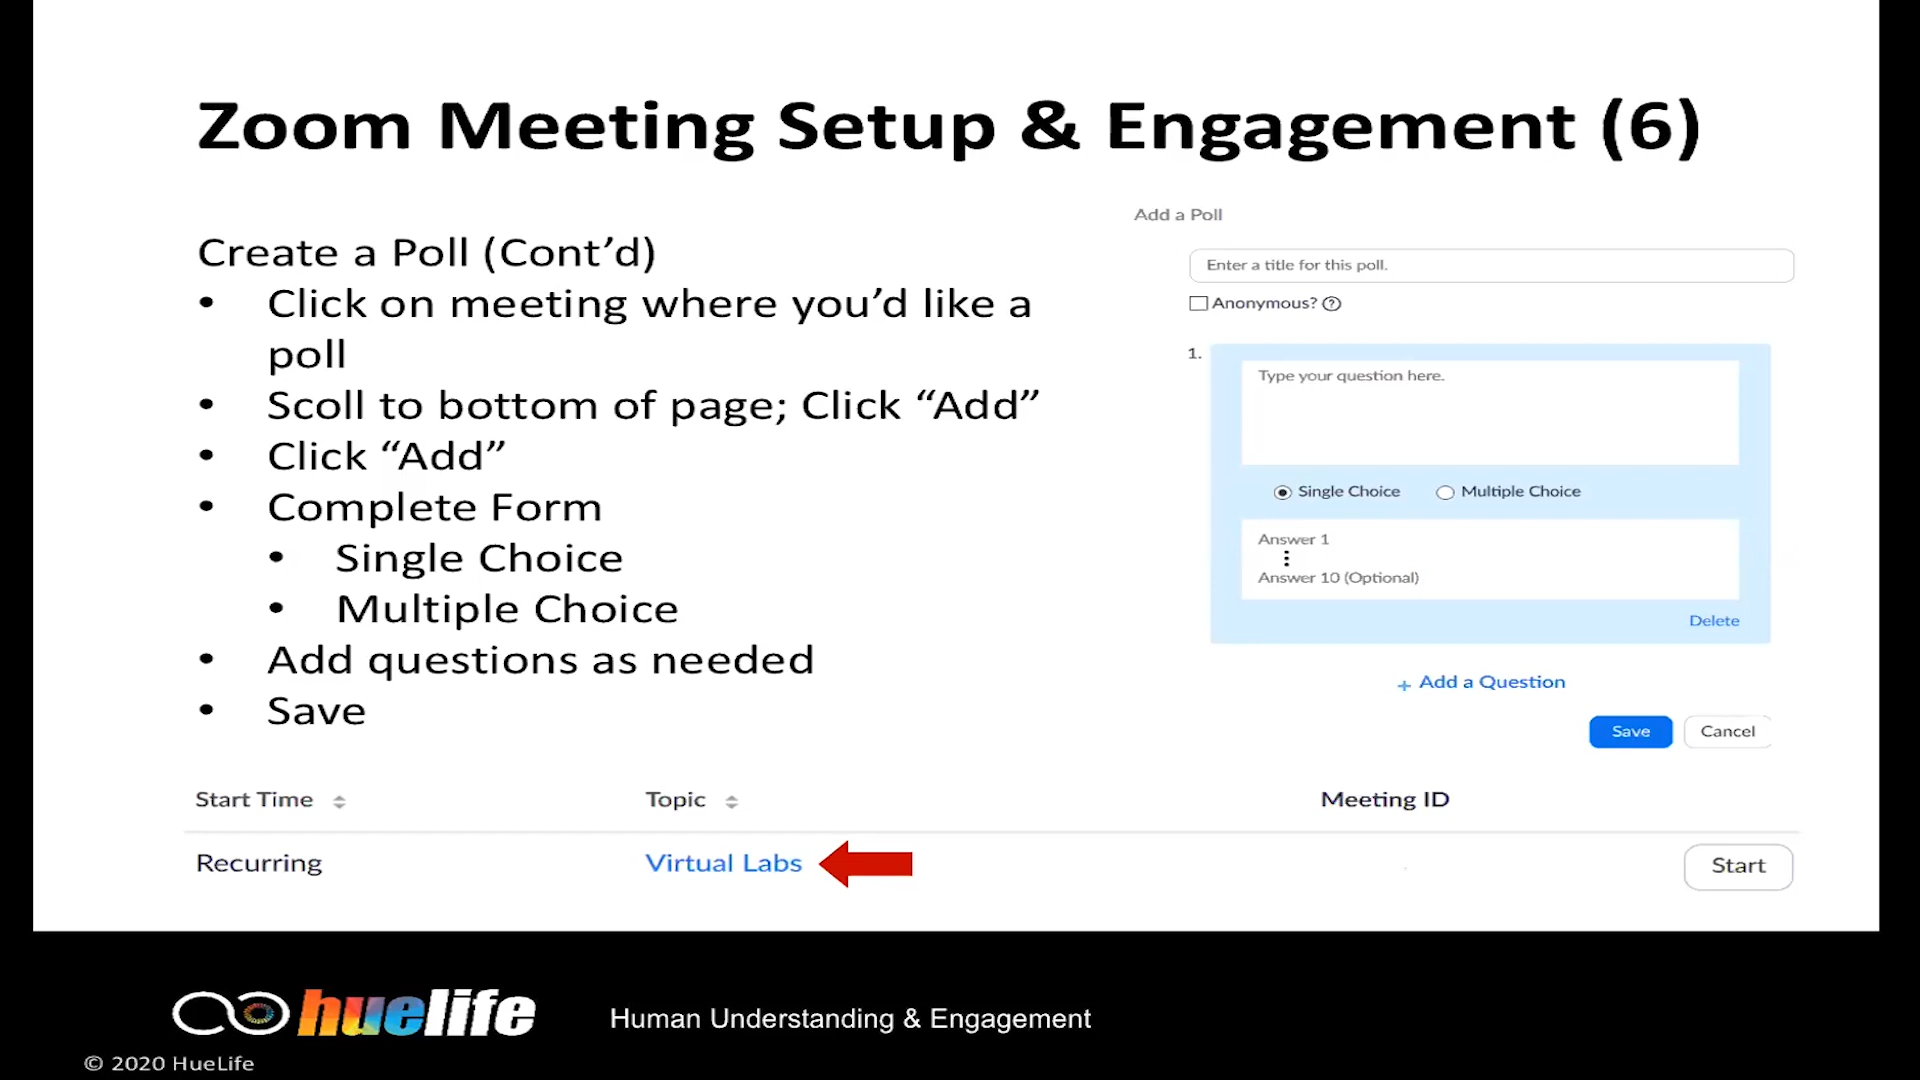 Zoom Meeting Setup & Engagement (6)
Create a Poll (Cont’d)
• Click on meeting where you’d like a
poll
• Scoll to bottom of page; Click “Add”
• Click “Add”
• Complete Form
• Single Choice
• Multiple Choice
• Add questions as needed
• Save
Add a Poll
Enter a title for this poll.
Anonymous? ?
1.
Type your question here.
Single Choice Multiple Choice
Answer 1
Answer 10 (Optional)
Delete
+ Add a Question
Save Cancel
Start Time Topic Meeting ID
Recurring Virtual Labs Start
huelife Human Understanding & Engagement
© 2020 HueLife